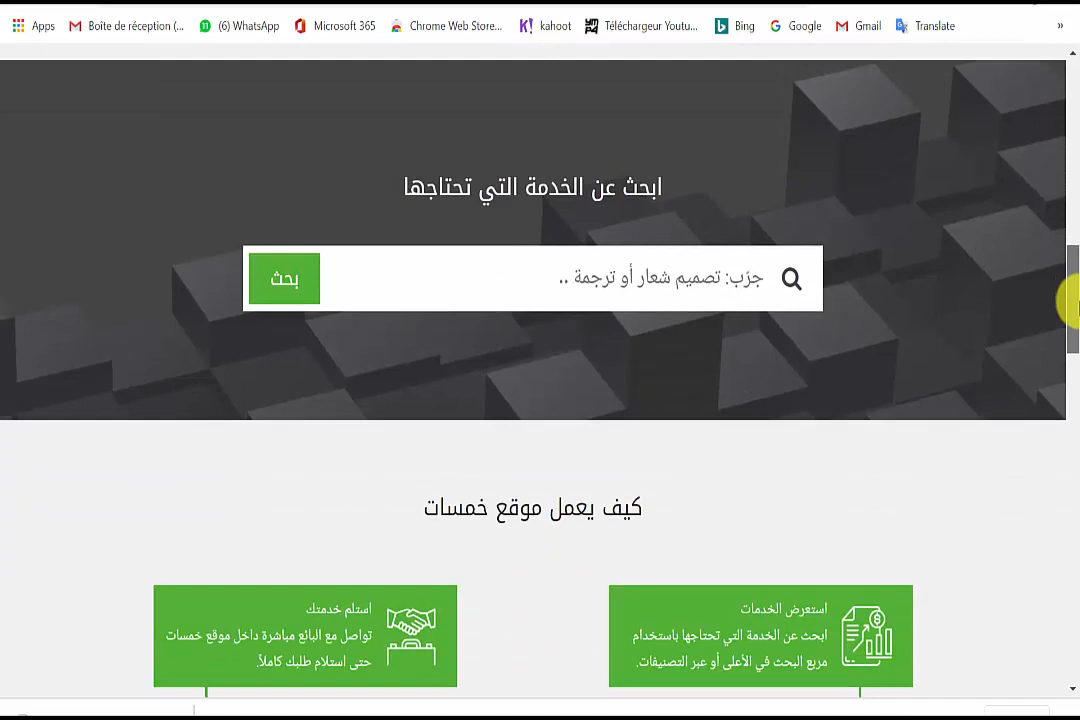 Apps
Boîte de réception (...
(6) WhatsApp
Microsoft 365
Chrome Web Store...
kahoot
Téléchargeur Youtu...
Bing
Google
Gmail
Translate
»
ابحث عن الخدمة التي تحتاجها
جرّب: تصميم شعار أو ترجمة ..
بحث
كيف يعمل موقع خمسات
استعرض الخدمات
ابحث عن الخدمة التي تحتاجها باستخدام
مربع البحث في الأعلى أو عبر التصنيفات.
استلم خدمتك
تواصل مع البائع مباشرة داخل موقع خمسات
حتى استلام طلبك كاملاً.